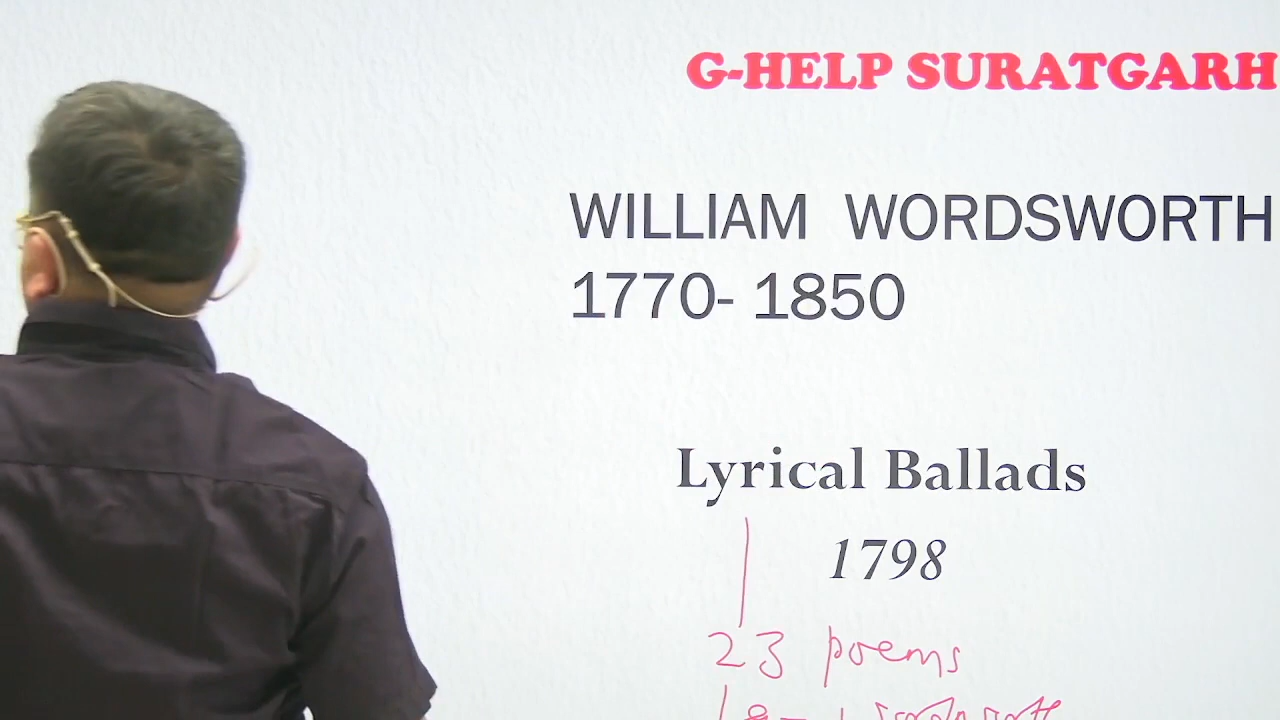 G-HELP SURATGARH
WILLIAM WORDSWORTH
1770- 1850
Lyrical Ballads
1798
23 poems